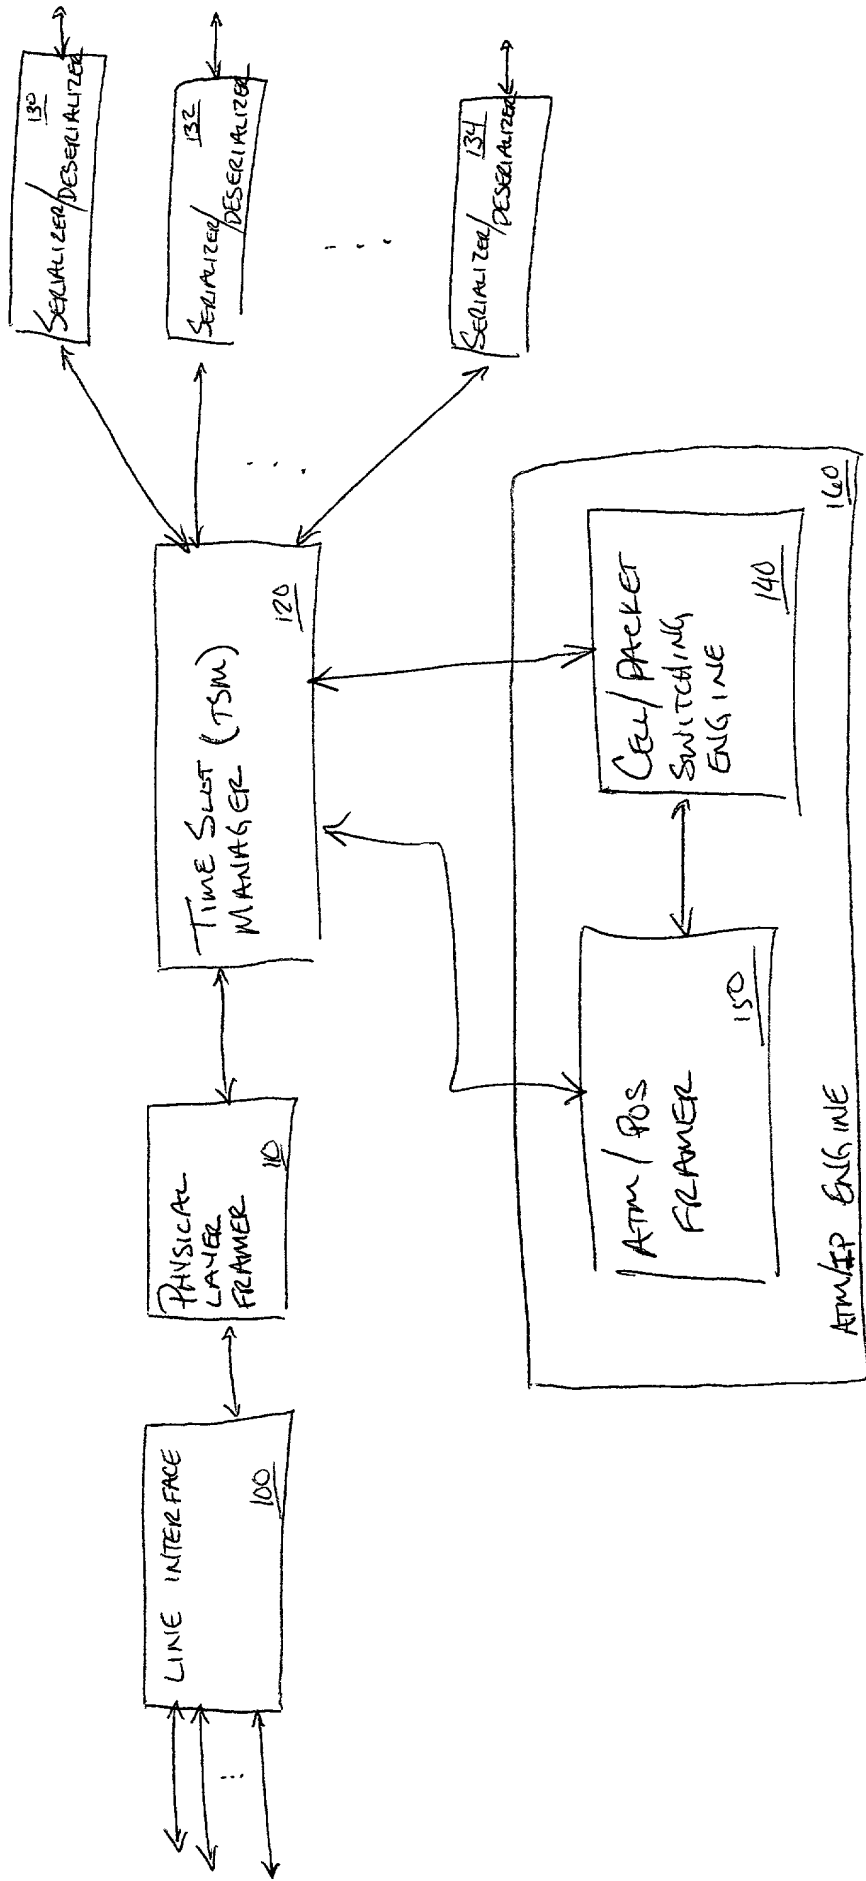 LINE INTERFACE
100
PHYSICAL
LAYER
FRAMER
110
TIME SLOT (TSM)
MANAGER
120
SERIALIZER/
DESERIALIZER
130
SERIALIZER/
DESERIALIZER
132
SERIALIZER/
DESERIALIZER
134
ATM/POS
FRAMER
150
CELL/PACKET
SWITCHING
ENGINE
140
ATM/IP ENGINE
160